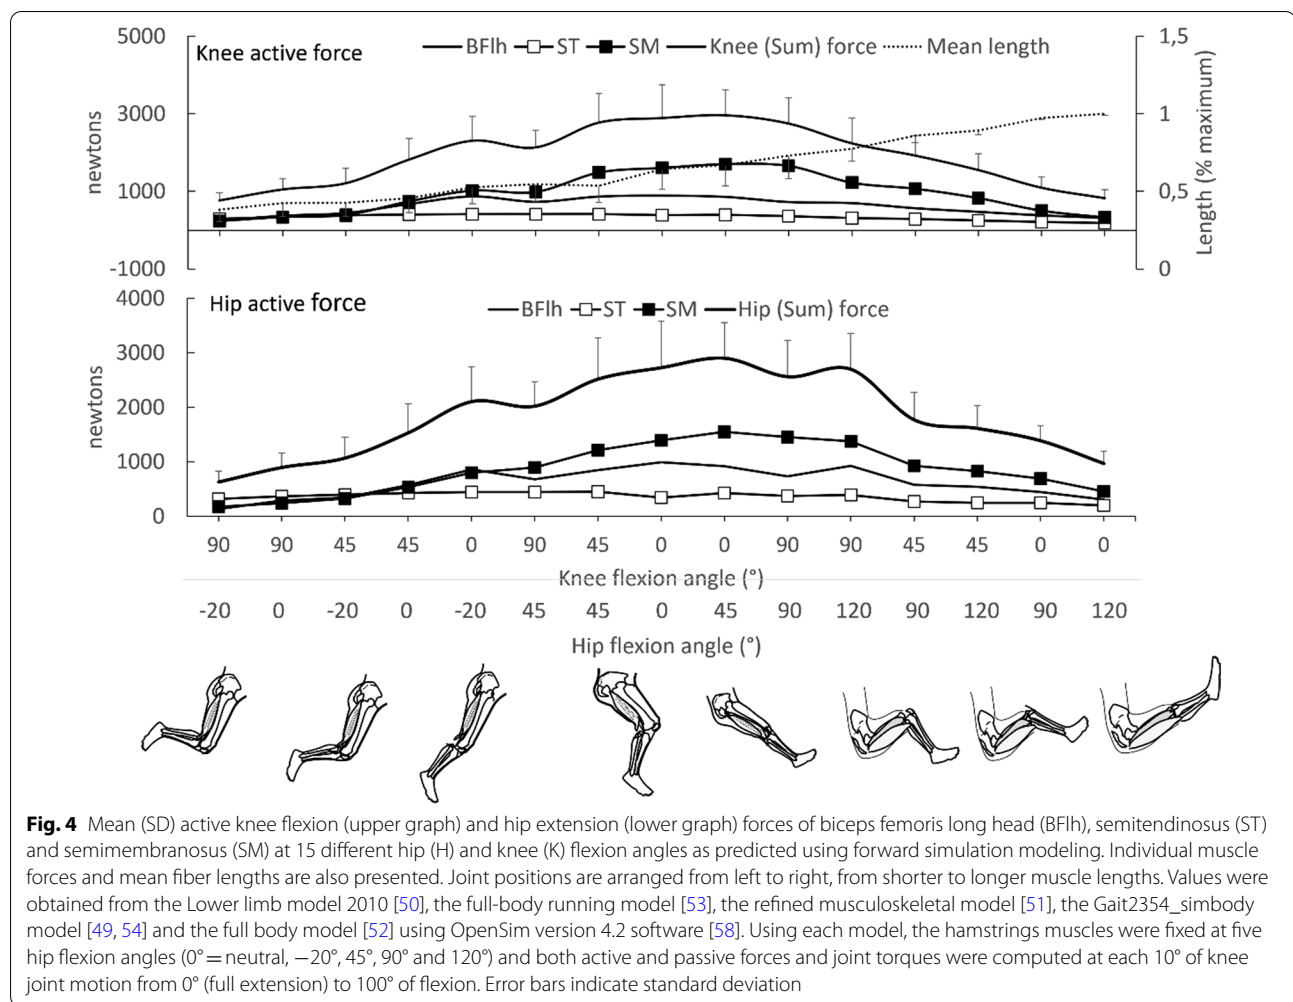 5000
3000
1000
-1000
newtons
Knee active force
BFlh ST SM Knee (Sum) force Mean length
1,5
1
0,5
0
Length (% maximum)
4000
3000
2000
1000
0
newtons
Hip active force
BFlh ST SM Hip (Sum) force
90 90 45 45 0 90 45 0 0 90 90 45 45 0 0
Knee flexion angle (°)
-20 0 -20 0 -20 45 45 0 45 90 120 90 120 90 120
Hip flexion angle (°)
Fig. 4 Mean (SD) active knee flexion (upper graph) and hip extension (lower graph) forces of biceps femoris long head (BFlh), semitendinosus (ST)
and semimembranosus (SM) at 15 different hip (H) and knee (K) flexion angles as predicted using forward simulation modeling. Individual muscle
forces and mean fiber lengths are also presented. Joint positions are arranged from left to right, from shorter to longer muscle lengths. Values were
obtained from the Lower limb model 2010 [50], the full-body running model [53], the refined musculoskeletal model [51], the Gait2354_simbody
model [49, 54] and the full body model [52] using OpenSim version 4.2 software [58]. Using each model, the hamstrings muscles were fixed at five
hip flexion angles (0° = neutral, −20°, 45°, 90° and 120°) and both active and passive forces and joint torques were computed at each 10° of knee
joint motion from 0° (full extension) to 100° of flexion. Error bars indicate standard deviation